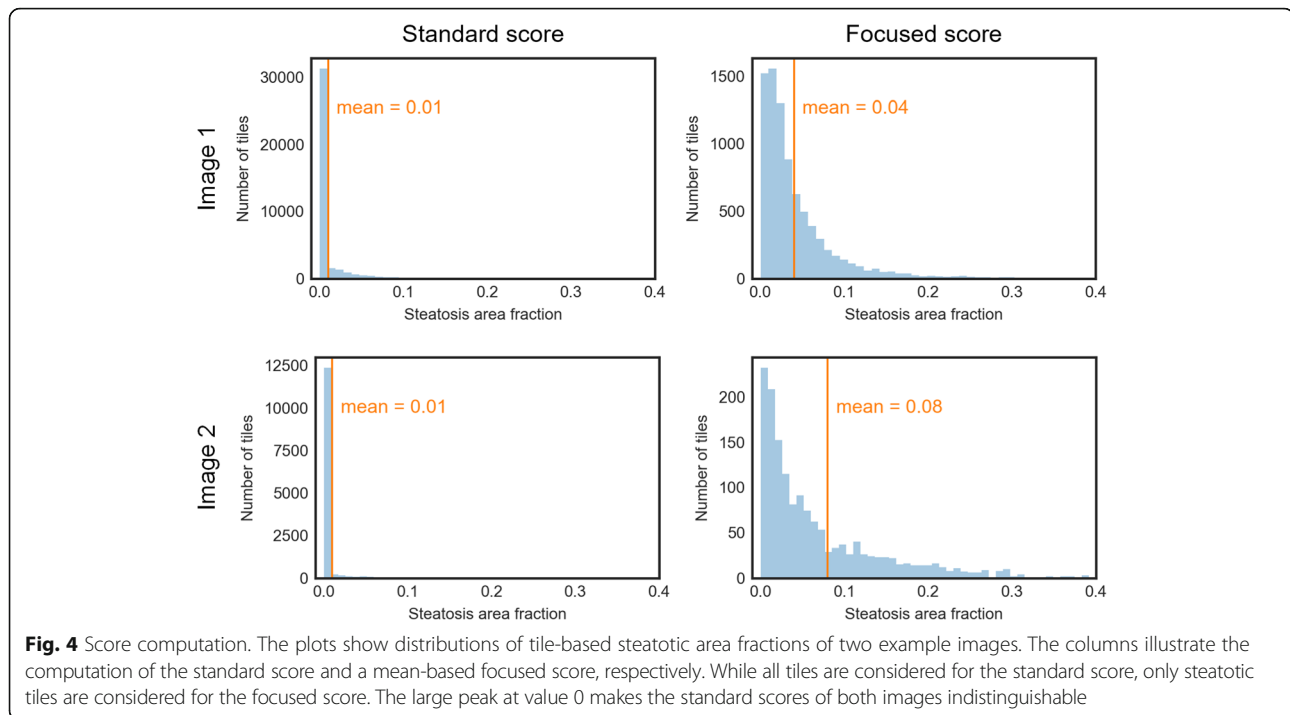 Standard score
Focused score
Image 1
Number of tiles
30000
20000
10000
0
mean = 0.01
0.0 0.1 0.2 0.3 0.4
Steatosis area fraction
Number of tiles
1500
1000
500
0
mean = 0.04
0.0 0.1 0.2 0.3 0.4
Steatosis area fraction
Image 2
Number of tiles
12500
10000
7500
5000
2500
0
mean = 0.01
0.0 0.1 0.2 0.3 0.4
Steatosis area fraction
Number of tiles
200
150
100
50
0
mean = 0.08
0.0 0.1 0.2 0.3 0.4
Steatosis area fraction
Fig. 4 Score computation. The plots show distributions of tile-based steatotic area fractions of two example images. The columns illustrate the
computation of the standard score and a mean-based focused score, respectively. While all tiles are considered for the standard score, only steatotic
tiles are considered for the focused score. The large peak at value 0 makes the standard scores of both images indistinguishable